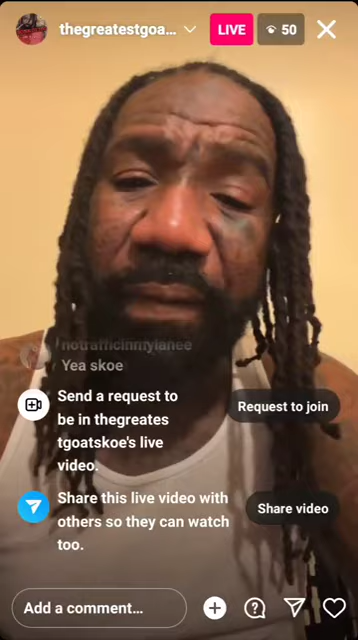 thegreatestgoa...
LIVE
50
notrafficinmylanee
Yea skoe
Send a request to
be in thegreates
tgoatskoe's live
video.
Request to join
Share this live video with
others so they can watch
too.
Share video
Add a comment...